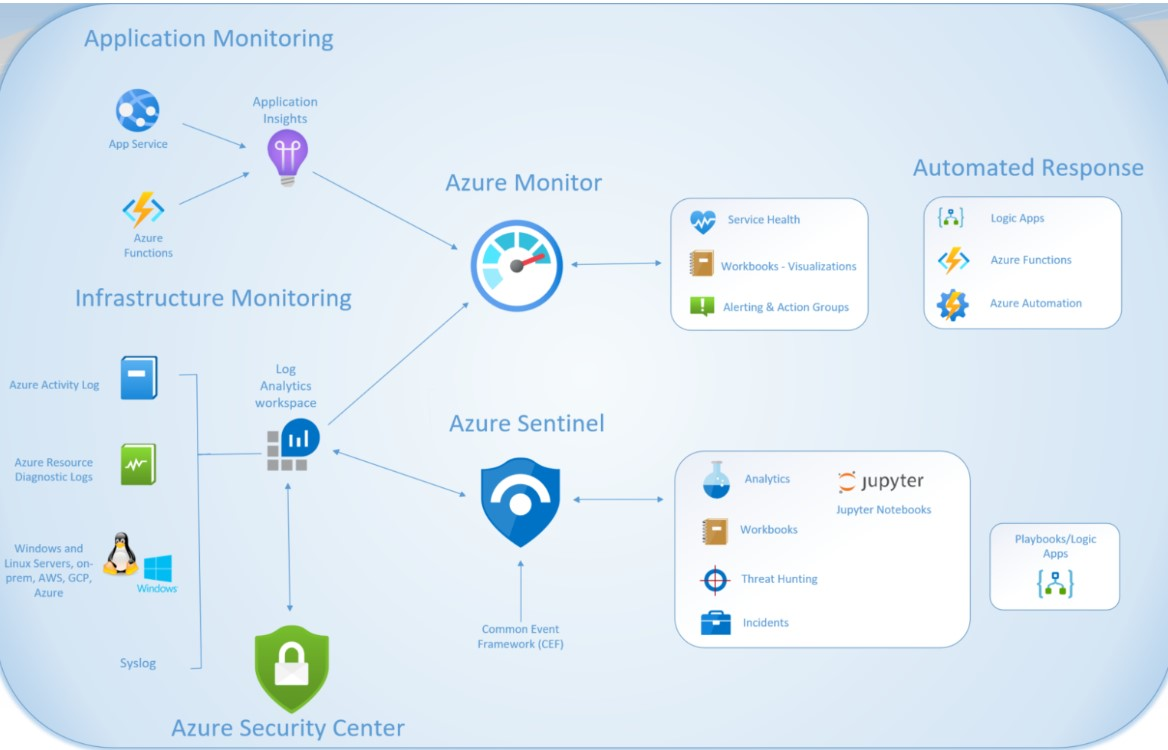 Application Monitoring
App Service
Application
Insights
Azure
Functions
Azure Monitor
Service Health
Workbooks - Visualizations
Alerting & Action Groups
Automated Response
Logic Apps
Azure Functions
Azure Automation
Infrastructure Monitoring
Azure Activity Log
Azure Resource
Diagnostic Logs
Windows and
Linux Servers, on-
prem, AWS, GCP,
Azure
Windows
Syslog
Log
Analytics
workspace
Azure Sentinel
Common Event
Framework (CEF)
Analytics
Workbooks
Threat Hunting
Incidents
jupyter
Jupyter Notebooks
Playbooks/Logic
Apps
Azure Security Center